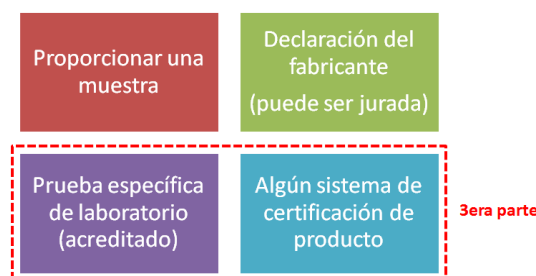 Proporcionar una
muestra
Declaración del
fabricante
(puede ser jurada)
Prueba específica
de laboratorio
(acreditado)
Algún sistema de
certificación de
producto
3era parte